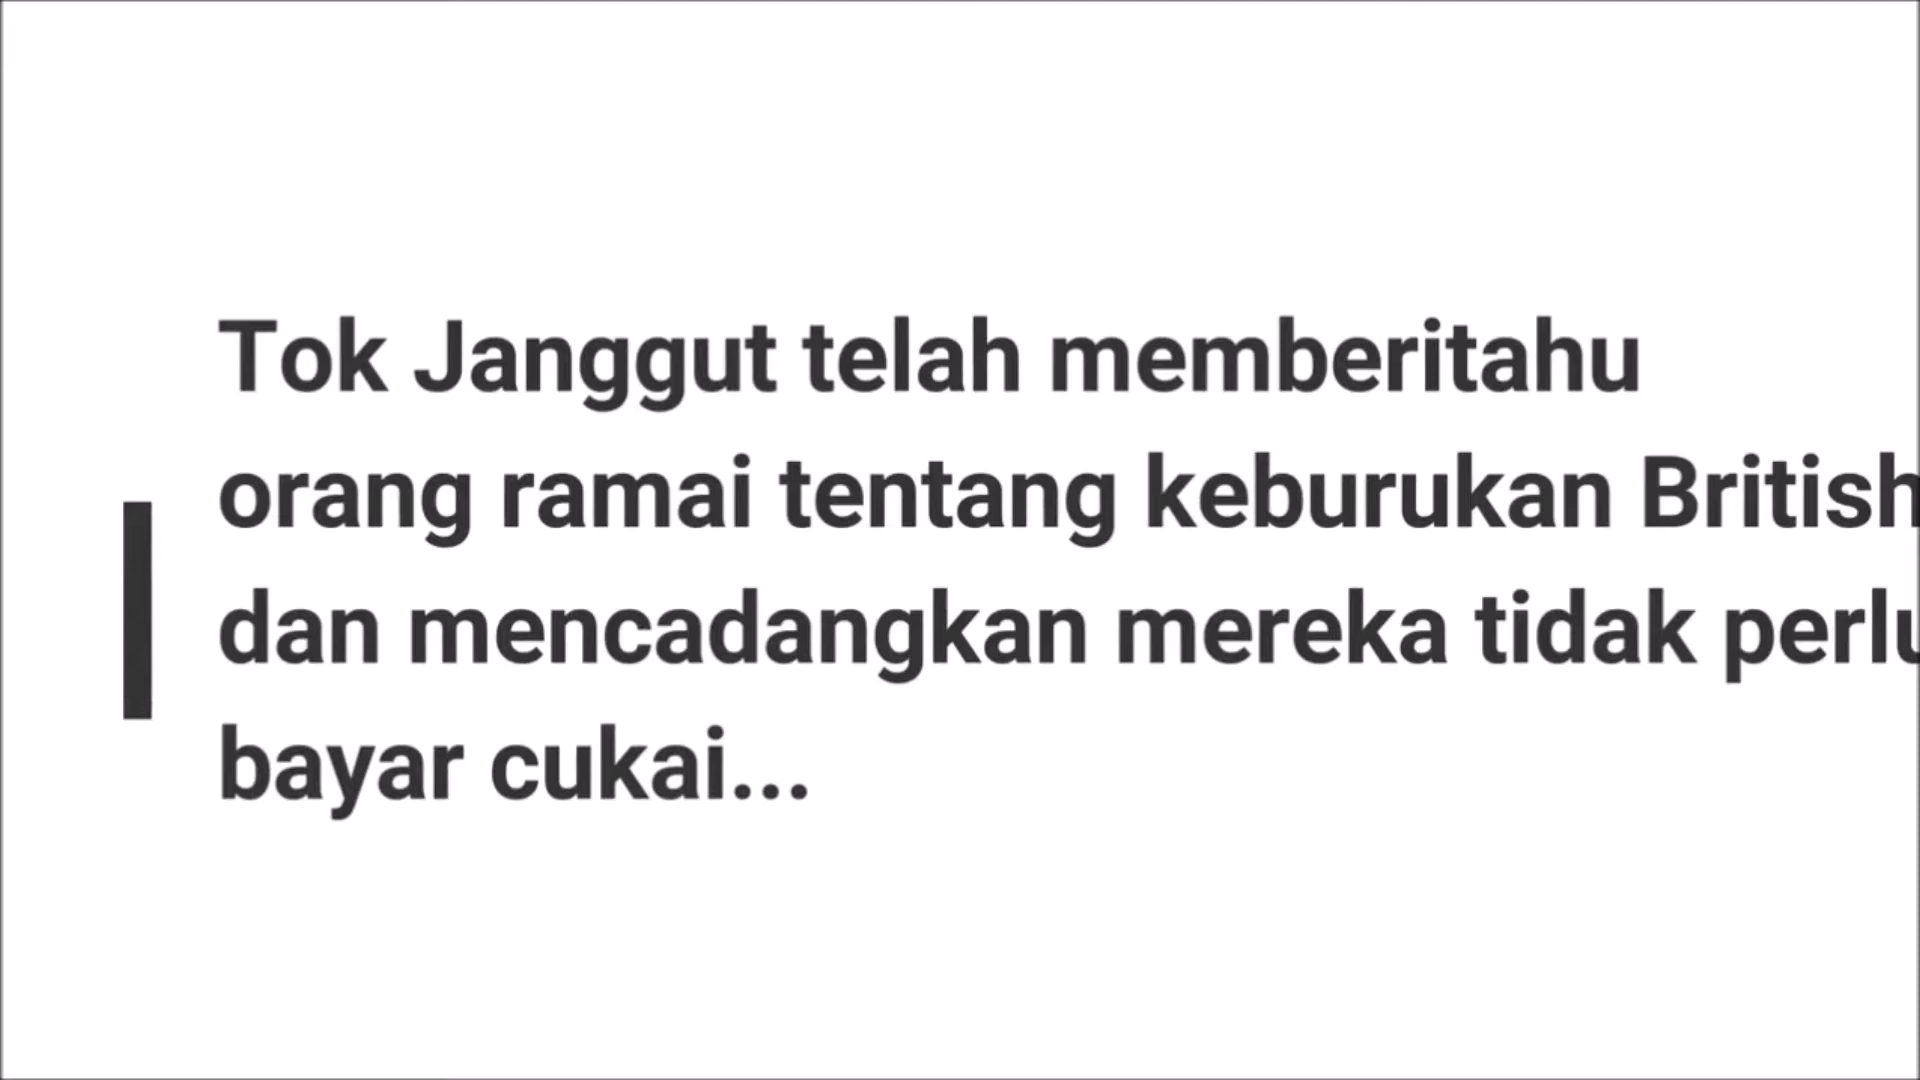 Tok Janggut telah memberitahu
orang ramai tentang keburukan British
dan mencadangkan mereka tidak perlu
bayar cukai...